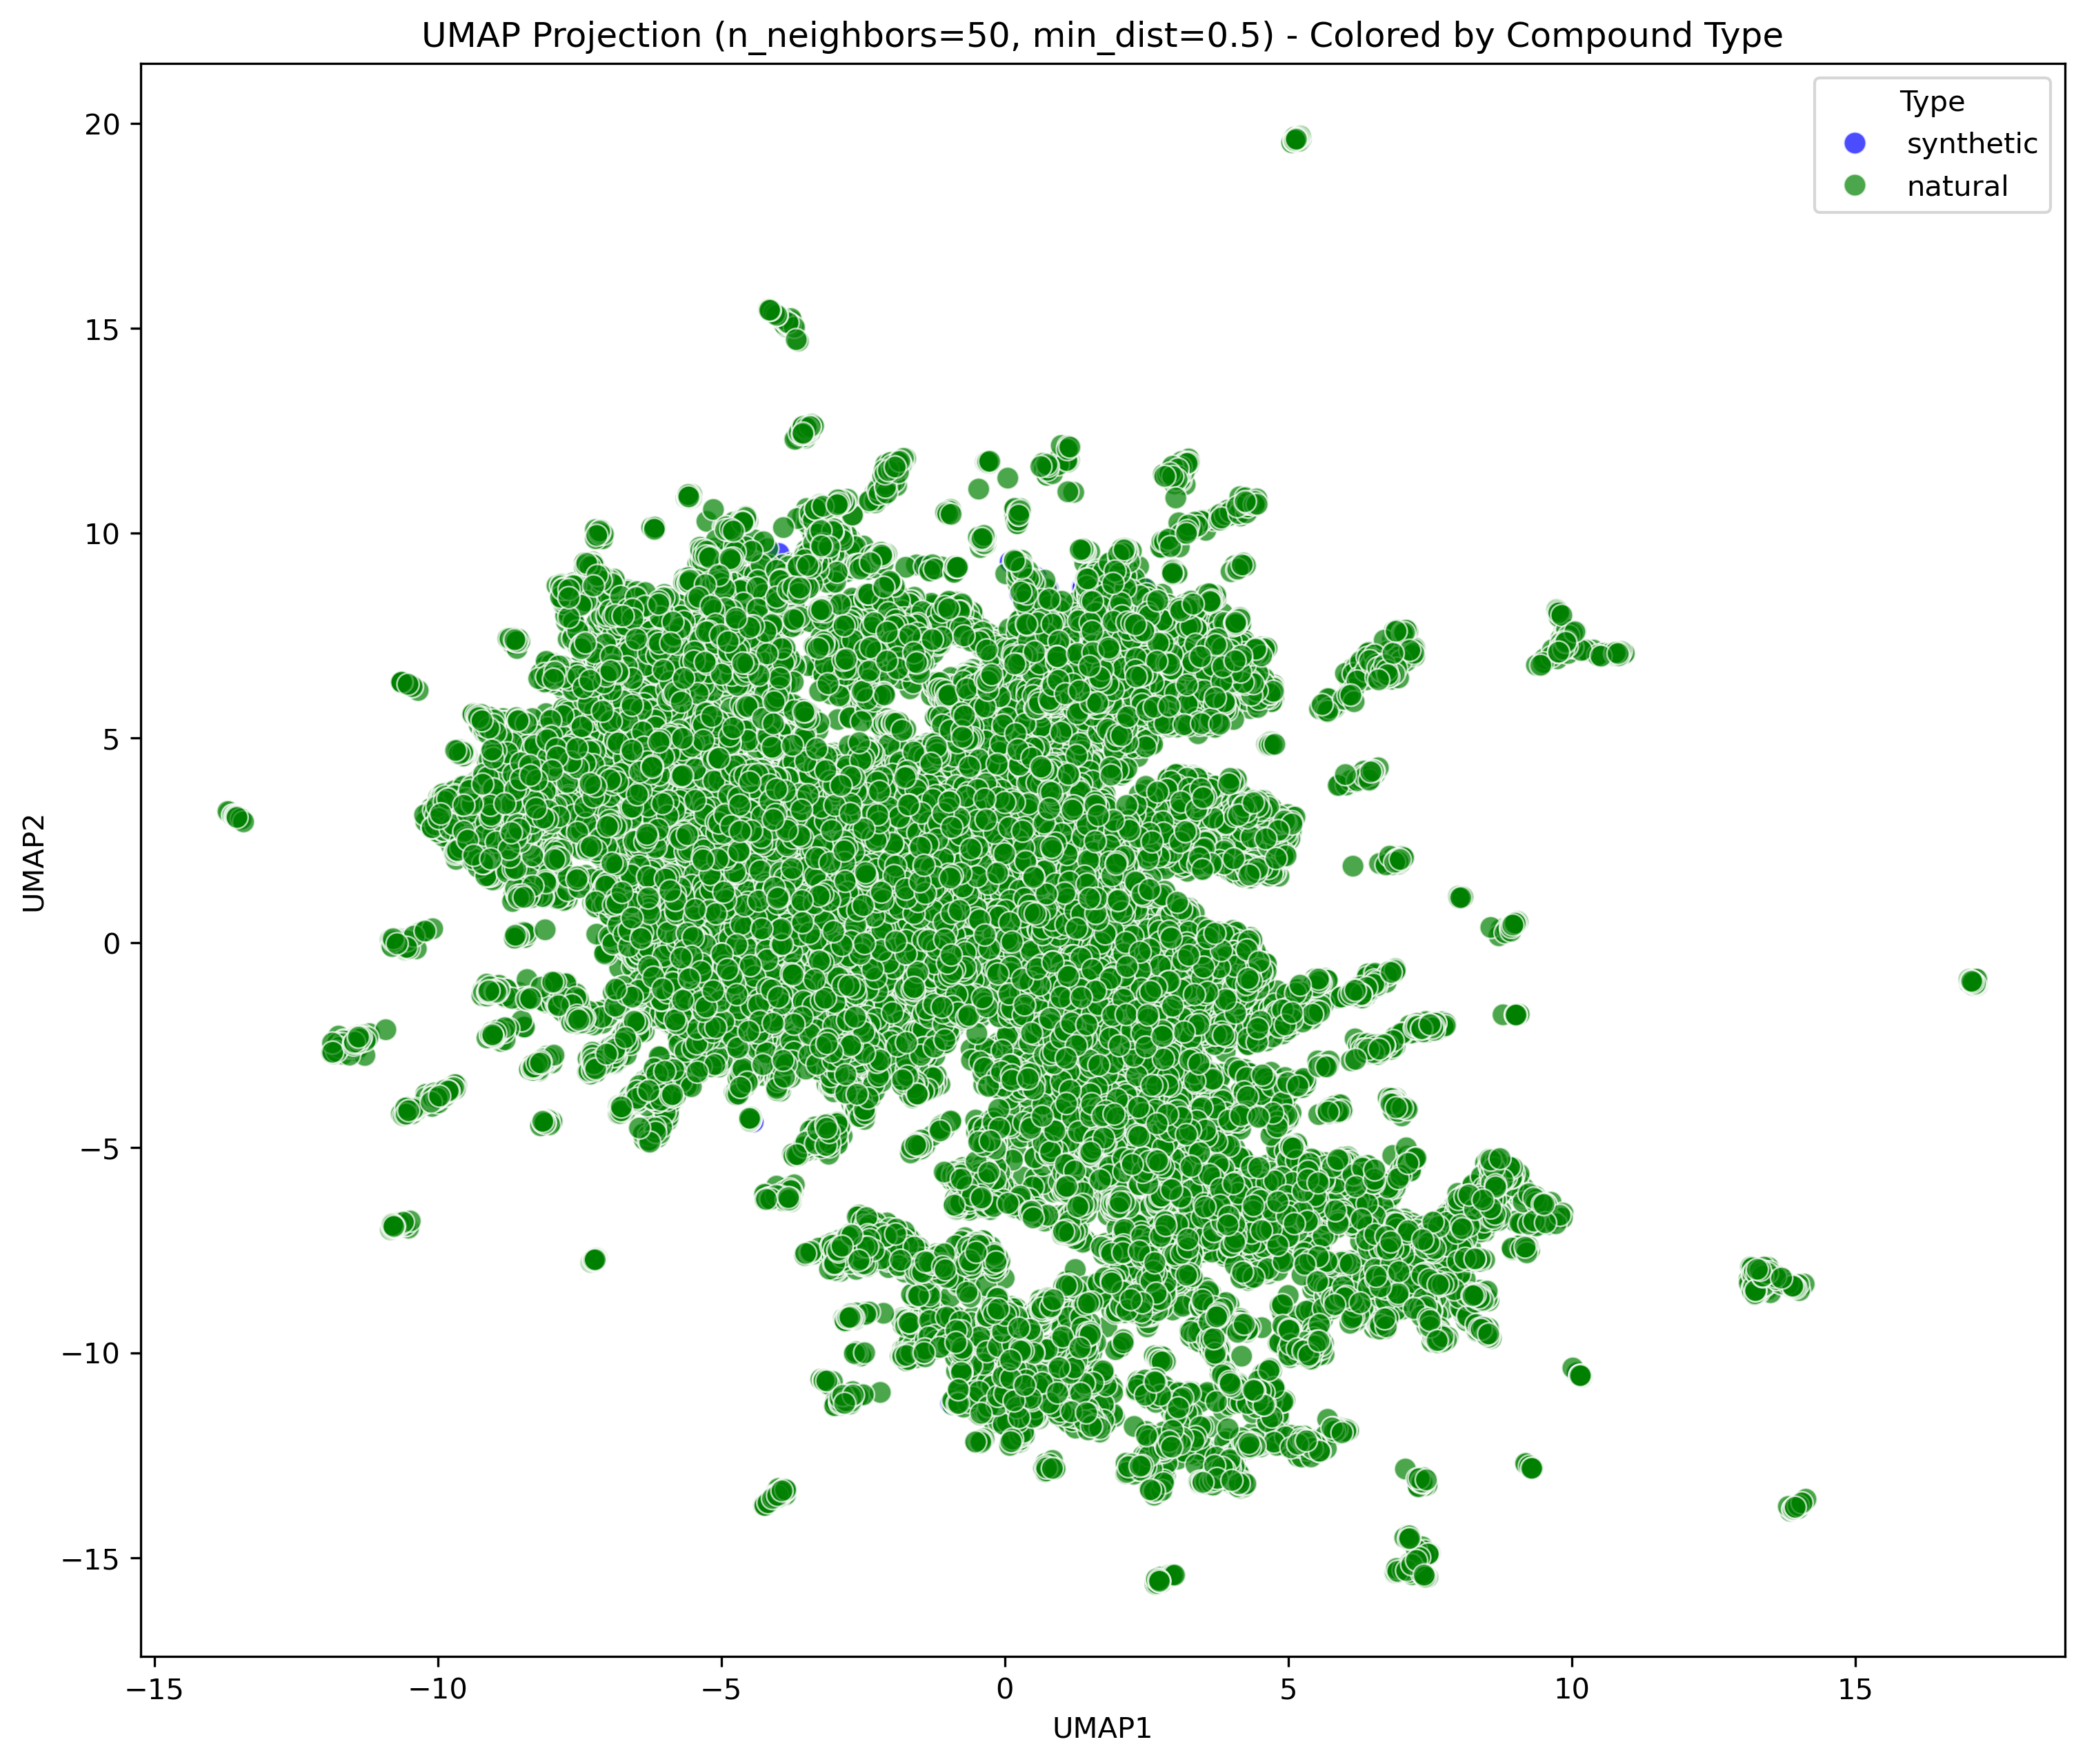 UMAP Projection (n_neighbors=50, min_dist=0.5) - Colored by Compound Type
Type
synthetic
natural
20
15
10
5
0
−5
−10
−15
UMAP2
−15
−10
−5
0
5
10
15
UMAP1